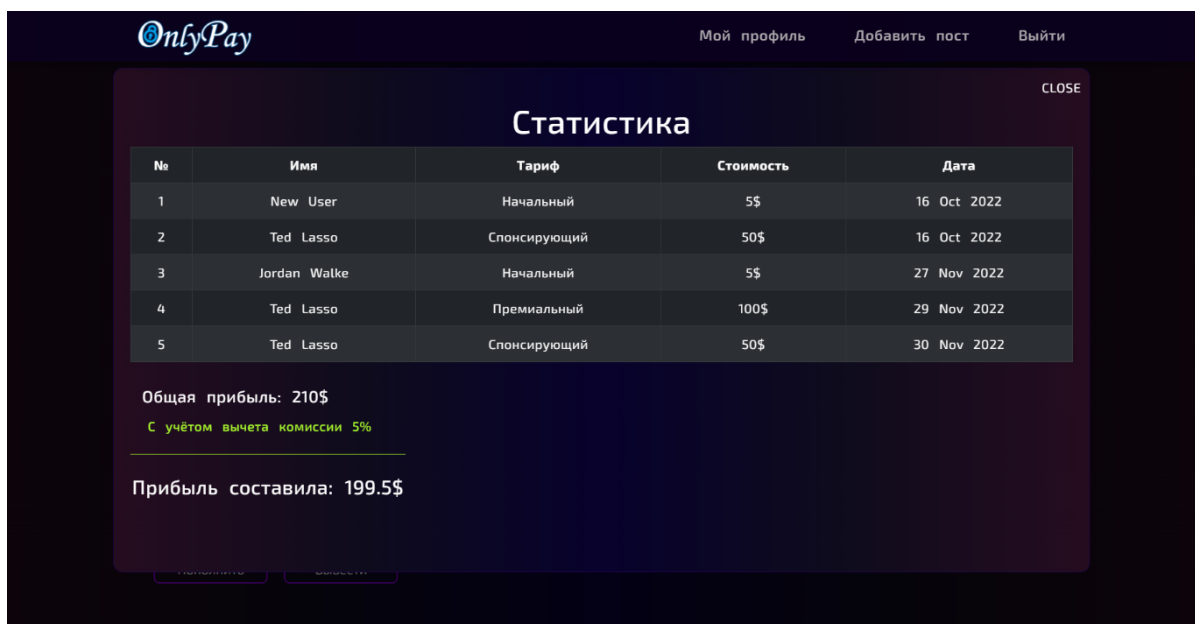 OnlyPay Мой профиль Добавить пост Выйти
CLOSE
Статистика
№ Имя Тариф Стоимость Дата
1 New User Начальный 5$ 16 Oct 2022
2 Ted Lasso Спонсирующий 50$ 16 Oct 2022
3 Jordan Walke Начальный 5$ 27 Nov 2022
4 Ted Lasso Премиальный 100$ 29 Nov 2022
5 Ted Lasso Спонсирующий 50$ 30 Nov 2022
Общая прибыль: 210$
С учётом вычета комиссии 5%
Прибыль составила: 199.5$